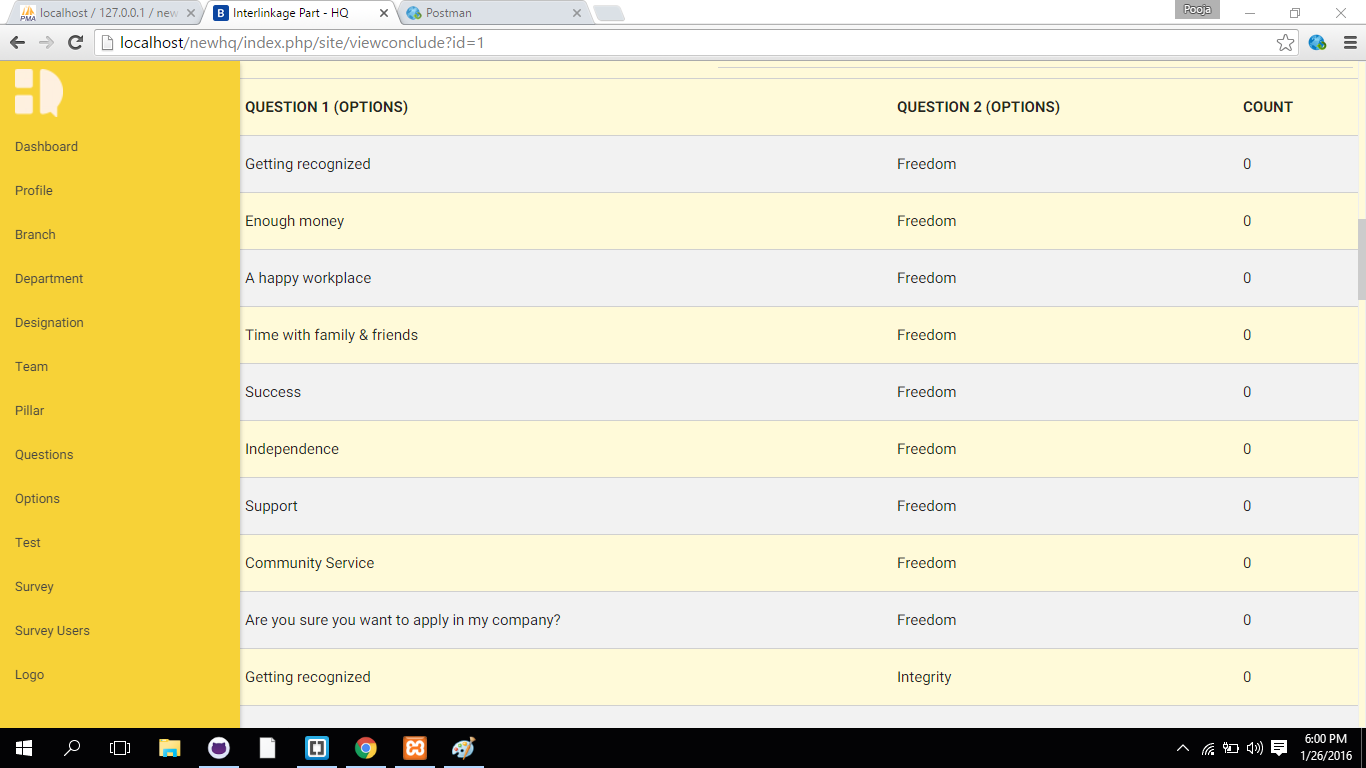 localhost / 127.0.0.1 / new
Interlinkage Part - HQ
Postman
Pooja
localhost/newhq/index.php/site/viewconclude?id=1
Dashboard
Profile
Branch
Department
Designation
Team
Pillar
Questions
Options
Test
Survey
Survey Users
Logo
QUESTION 1 (OPTIONS) QUESTION 2 (OPTIONS) COUNT
Getting recognized Freedom 0
Enough money Freedom 0
A happy workplace Freedom 0
Time with family & friends Freedom 0
Success Freedom 0
Independence Freedom 0
Support Freedom 0
Community Service Freedom 0
Are you sure you want to apply in my company? Freedom 0
Getting recognized Integrity 0
6:00 PM
1/26/2016